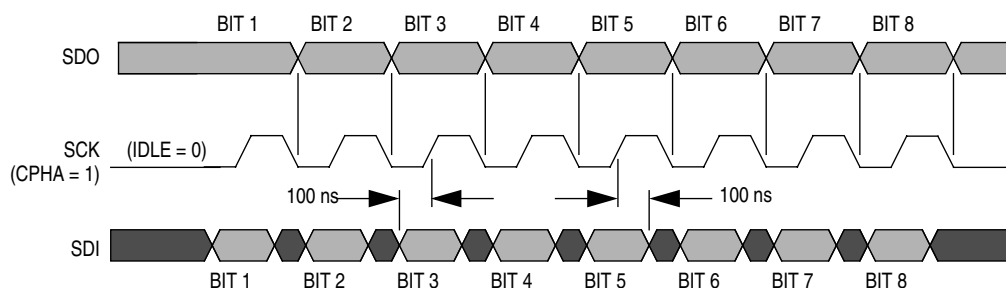 BIT 1 BIT 2 BIT 3 BIT 4 BIT 5 BIT 6 BIT 7 BIT 8
SDO
SCK (IDLE = 0)
(CPHA = 1)
100 ns 100 ns
SDI
BIT 1 BIT 2 BIT 3 BIT 4 BIT 5 BIT 6 BIT 7 BIT 8